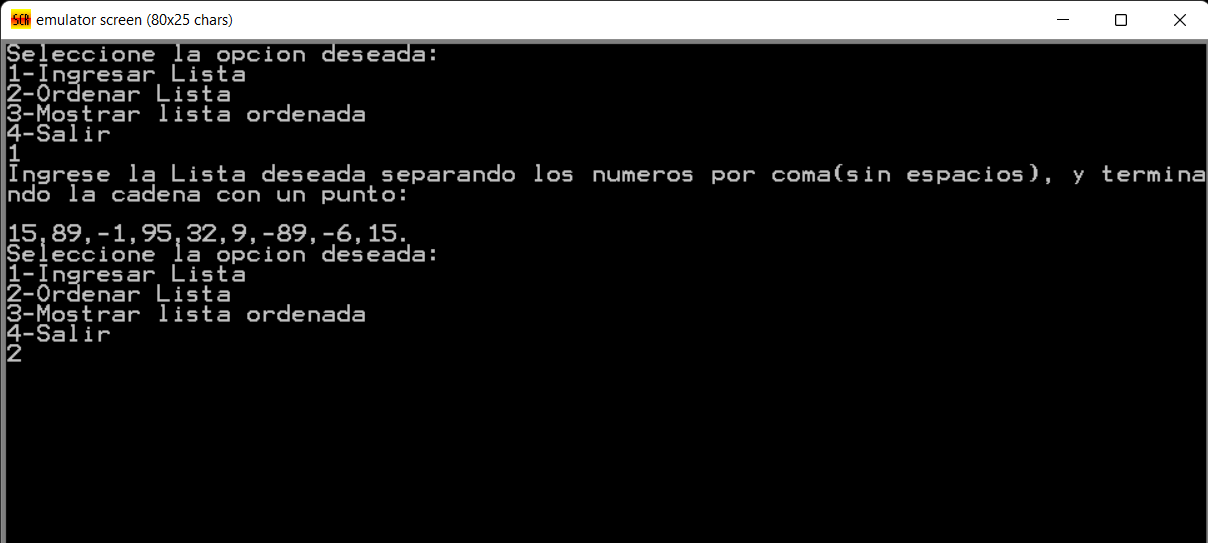 SCR emulator screen (80x25 chars)
Seleccione la opcion deseada:
1-Ingresar Lista
2-Ordenar Lista
3-Mostrar lista ordenada
4-Salir
1
Ingrese la Lista deseada separando los numeros por coma(sin espacios), y termina
ndo la cadena con un punto:
15,89,-1,95,32,9,-89,-6,15.
Seleccione la opcion deseada:
1-Ingresar Lista
2-Ordenar Lista
3-Mostrar lista ordenada
4-Salir
2